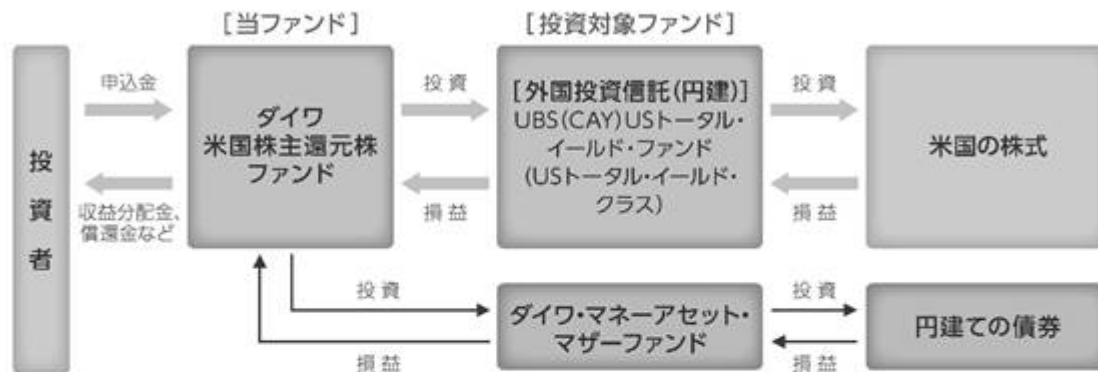 [当ファンド]
[投資対象ファンド]
投資者
申込金
収益分配金、
償還金など
ダイワ
米国株主還元株
ファンド
投資
損益
[外国投資信託(円建)]
UBS(CAY)USトータル・
イールド・ファンド
(USトータル・イールド・
クラス)
投資
損益
米国の株式
投資
損益
ダイワ・マネーアセット・
マザーファンド
投資
損益
円建ての債券